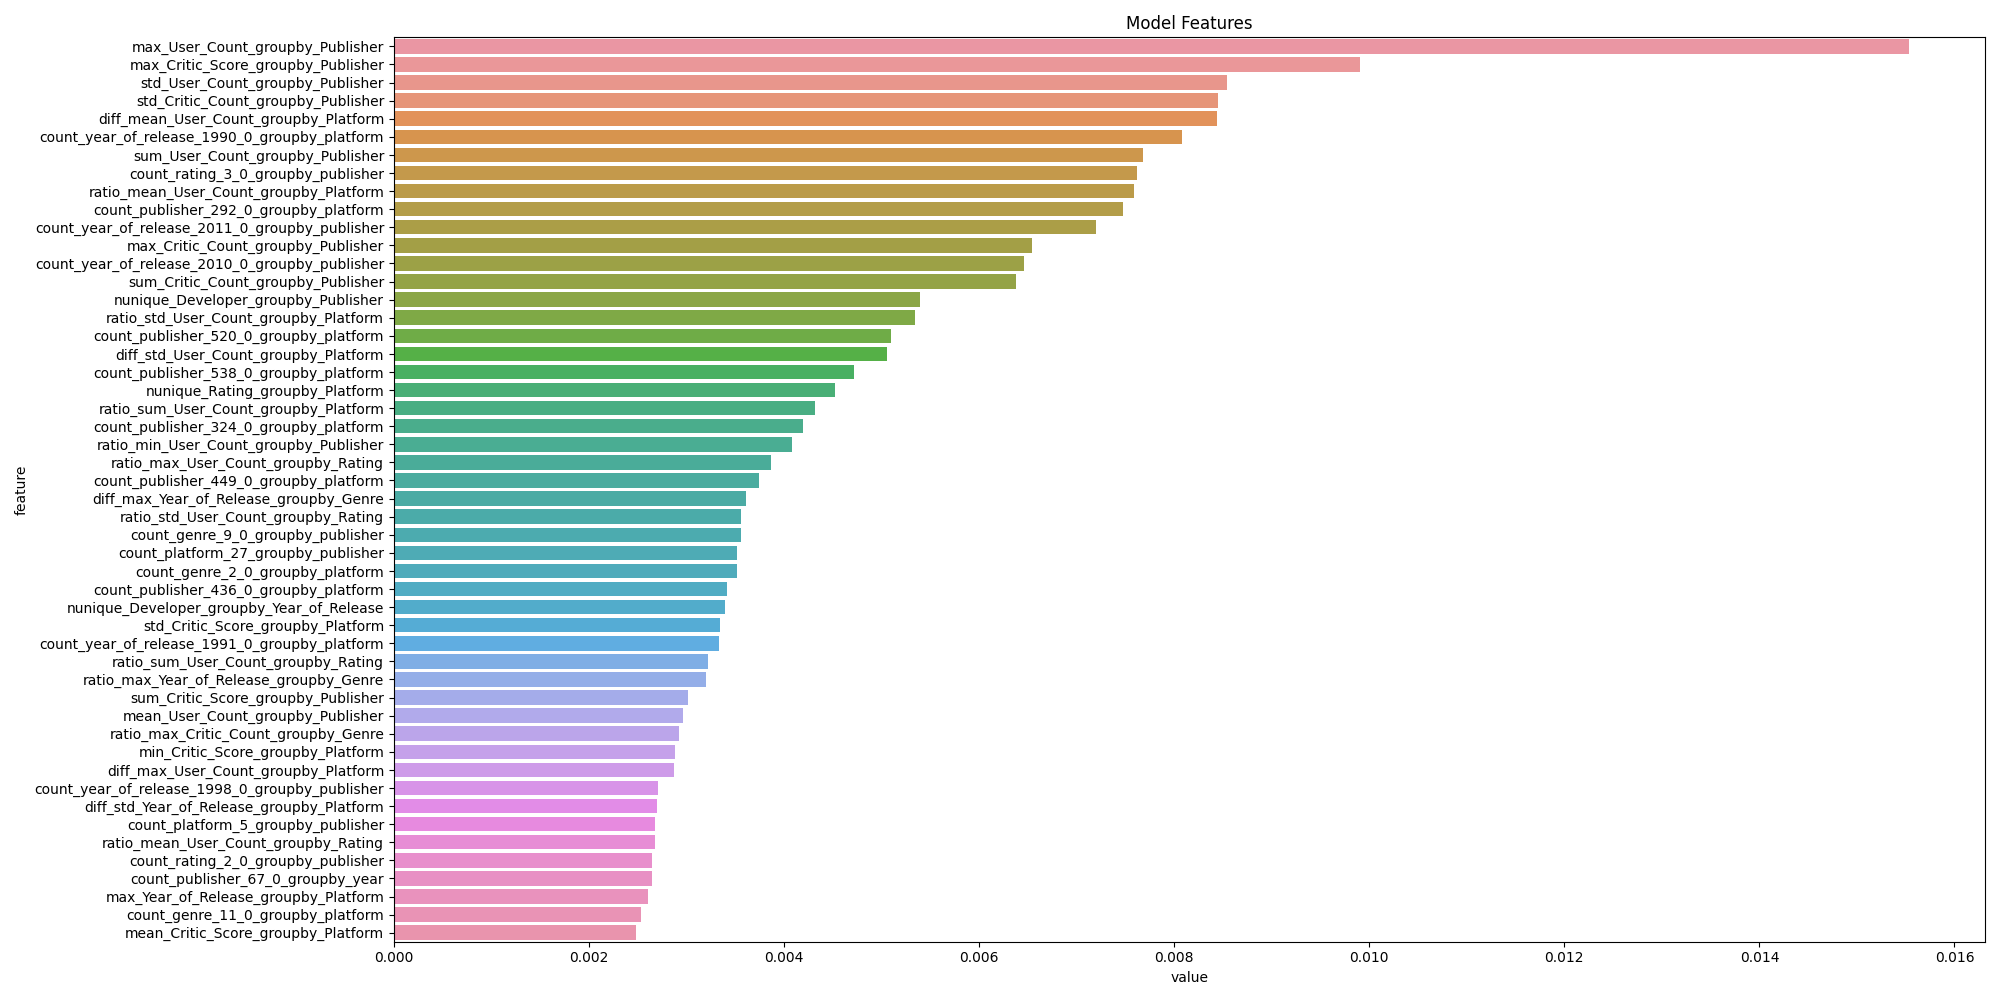 Model Features
max_User_Count_groupby_Publisher
max_Critic_Score_groupby_Publisher
std_User_Count_groupby_Publisher
std_Critic_Count_groupby_Publisher
diff_mean_User_Count_groupby_Platform
count_year_of_release_1990_0_groupby_platform
sum_User_Count_groupby_Publisher
count_rating_3_0_groupby_publisher
ratio_mean_User_Count_groupby_Platform
count_publisher_292_0_groupby_platform
count_year_of_release_2011_0_groupby_publisher
max_Critic_Count_groupby_Publisher
count_year_of_release_2010_0_groupby_publisher
sum_Critic_Count_groupby_Publisher
nunique_Developer_groupby_Publisher
ratio_std_User_Count_groupby_Platform
count_publisher_520_0_groupby_platform
diff_std_User_Count_groupby_Platform
count_publisher_538_0_groupby_platform
nunique_Rating_groupby_Platform
ratio_sum_User_Count_groupby_Platform
count_publisher_324_0_groupby_platform
ratio_min_User_Count_groupby_Publisher
ratio_max_User_Count_groupby_Rating
count_publisher_449_0_groupby_platform
diff_max_Year_of_Release_groupby_Genre
ratio_std_User_Count_groupby_Rating
count_genre_9_0_groupby_publisher
count_platform_27_groupby_publisher
count_genre_2_0_groupby_platform
count_publisher_436_0_groupby_platform
nunique_Developer_groupby_Year_of_Release
std_Critic_Score_groupby_Platform
count_year_of_release_1991_0_groupby_platform
ratio_sum_User_Count_groupby_Rating
ratio_max_Year_of_Release_groupby_Genre
sum_Critic_Score_groupby_Publisher
mean_User_Count_groupby_Publisher
ratio_max_Critic_Count_groupby_Genre
min_Critic_Score_groupby_Platform
diff_max_User_Count_groupby_Platform
count_year_of_release_1998_0_groupby_publisher
diff_std_Year_of_Release_groupby_Platform
count_platform_5_groupby_publisher
ratio_mean_User_Count_groupby_Rating
count_rating_2_0_groupby_publisher
count_publisher_67_0_groupby_year
max_Year_of_Release_groupby_Platform
count_genre_11_0_groupby_platform
mean_Critic_Score_groupby_Platform
feature
0.000 0.002 0.004 0.006 0.008 0.010 0.012 0.014 0.016
value